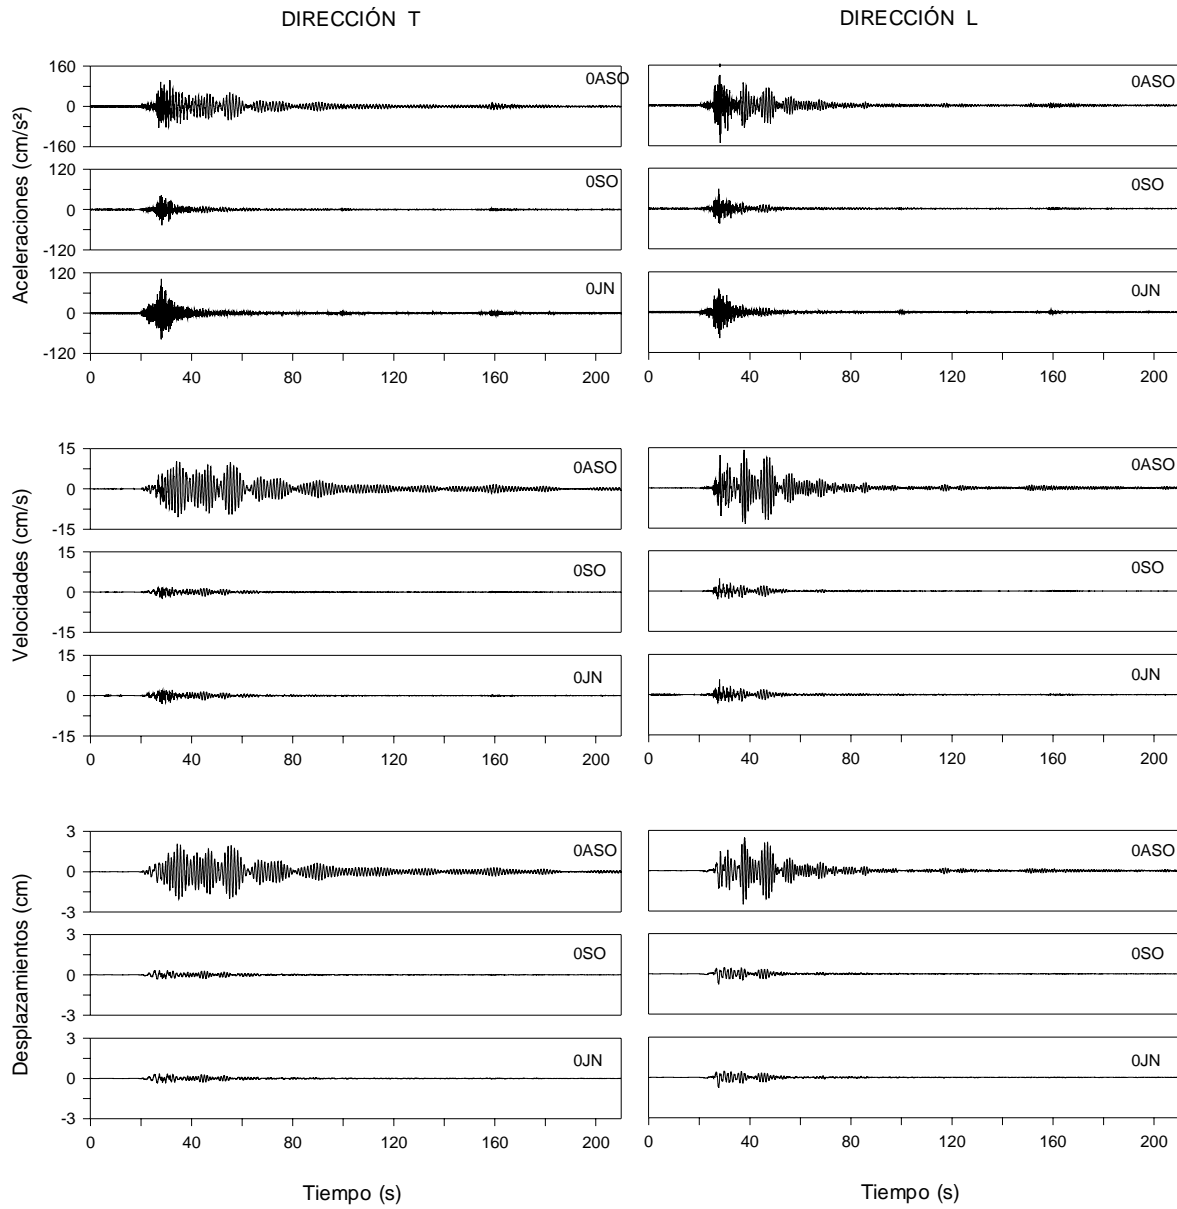 DIRECCIÓN T
DIRECCIÓN L
Aceleraciones (cm/s²)
160
0
-160
0ASO
0ASO
120
0
-120
0SO
0SO
120
0
-120
0JN
0JN
0 40 80 120 160 200
0 40 80 120 160 200
Velocidades (cm/s)
15
0
-15
0ASO
0ASO
15
0
-15
0SO
0SO
15
0
-15
0JN
0JN
0 40 80 120 160 200
0 40 80 120 160 200
Desplazamientos (cm)
3
0
-3
0ASO
0ASO
3
0
-3
0SO
0SO
3
0
-3
0JN
0JN
0 40 80 120 160 200
0 40 80 120 160 200
Tiempo (s)
Tiempo (s)